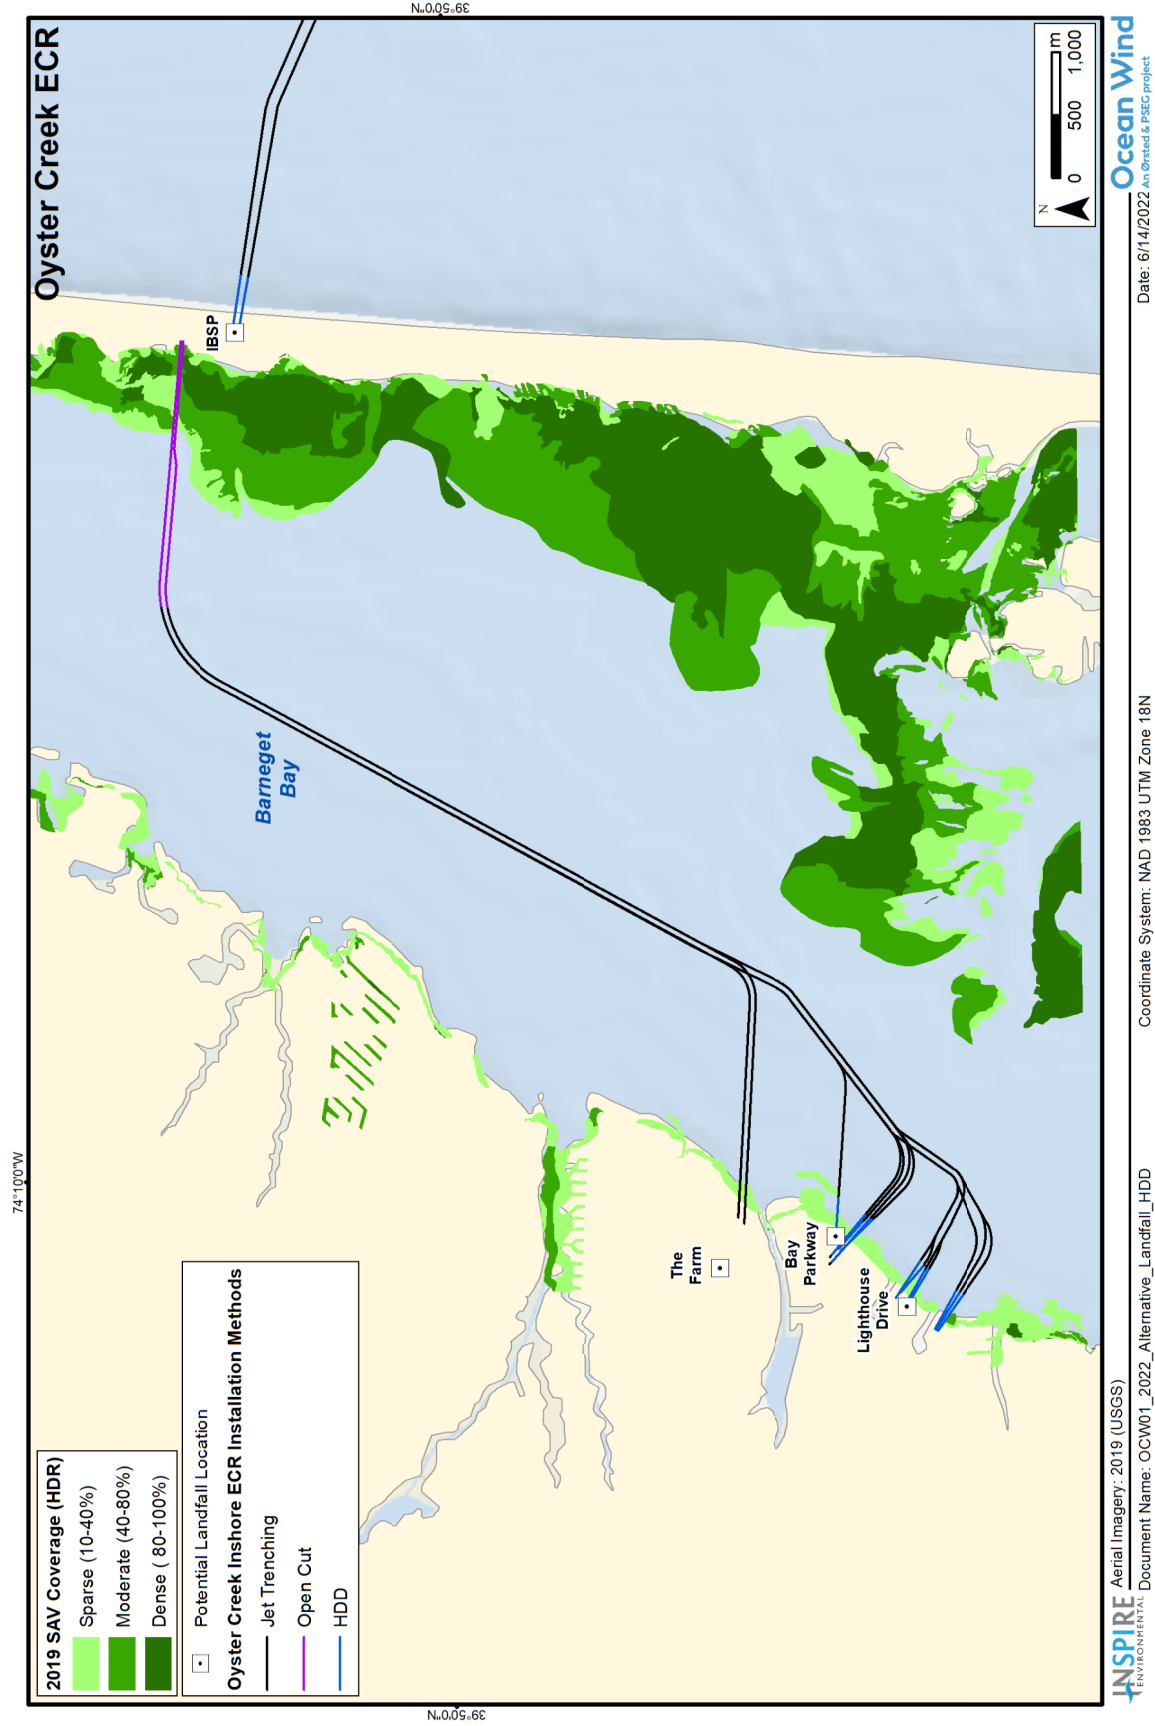 Oyster Creek ECR
39°50'0"N
74°10'0"W
39°50'0"N
2019 SAV Coverage (HDR)
Sparse (10-40%)
Moderate (40-80%)
Dense ( 80-100%)
Potential Landfall Location
Oyster Creek Inshore ECR Installation Methods
Jet Trenching
Open Cut
HDD
Barneget
Bay
IBSP
The
Farm
Bay
Parkway
Lighthouse
Drive
N
0 500 1,000 m
INSPIRE
ENVIRONMENTAL
Aerial Imagery: 2019 (USGS)
Document Name: OCW01_2022_Alternative_Landfall_HDD
Coordinate System: NAD 1983 UTM Zone 18N
Date: 6/14/2022
Ocean Wind
An Ørsted & PSEG project